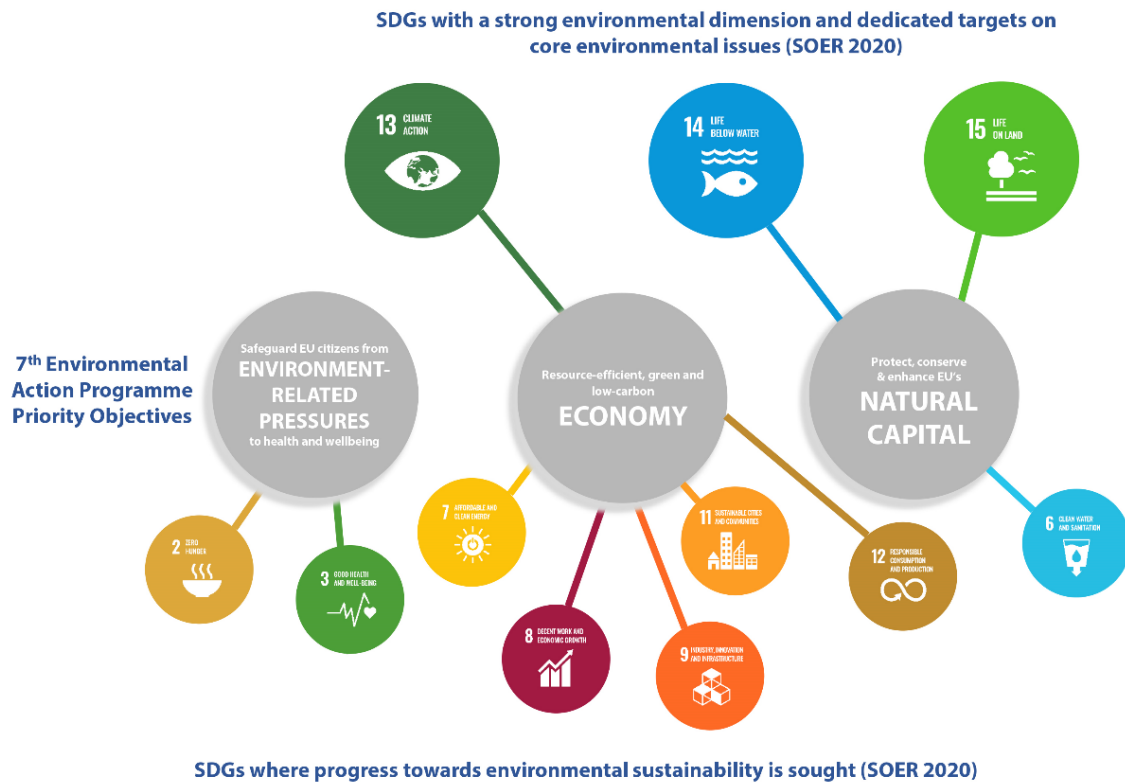 SDGs with a strong environmental dimension and dedicated targets on
core environmental issues (SOER 2020)
13 CLIMATE
ACTION
14 LIFE
BELOW WATER
15 LIFE
ON LAND
7th Environmental
Action Programme
Priority Objectives
Safeguard EU citizens from
ENVIRONMENT-
RELATED
PRESSURES
to health and wellbeing
Resource-efficient, green and
low-carbon
ECONOMY
Protect, conserve
& enhance EU's
NATURAL
CAPITAL
2 ZERO
HUNGER
3 GOOD HEALTH
AND WELL-BEING
7 AFFORDABLE AND
CLEAN ENERGY
8 DECENT WORK AND
ECONOMIC GROWTH
9 INDUSTRY, INNOVATION
AND INFRASTRUCTURE
11 SUSTAINABLE CITIES
AND COMMUNITIES
12 RESPONSIBLE
CONSUMPTION
AND PRODUCTION
6 CLEAN WATER
AND SANITATION
SDGs where progress towards environmental sustainability is sought (SOER 2020)